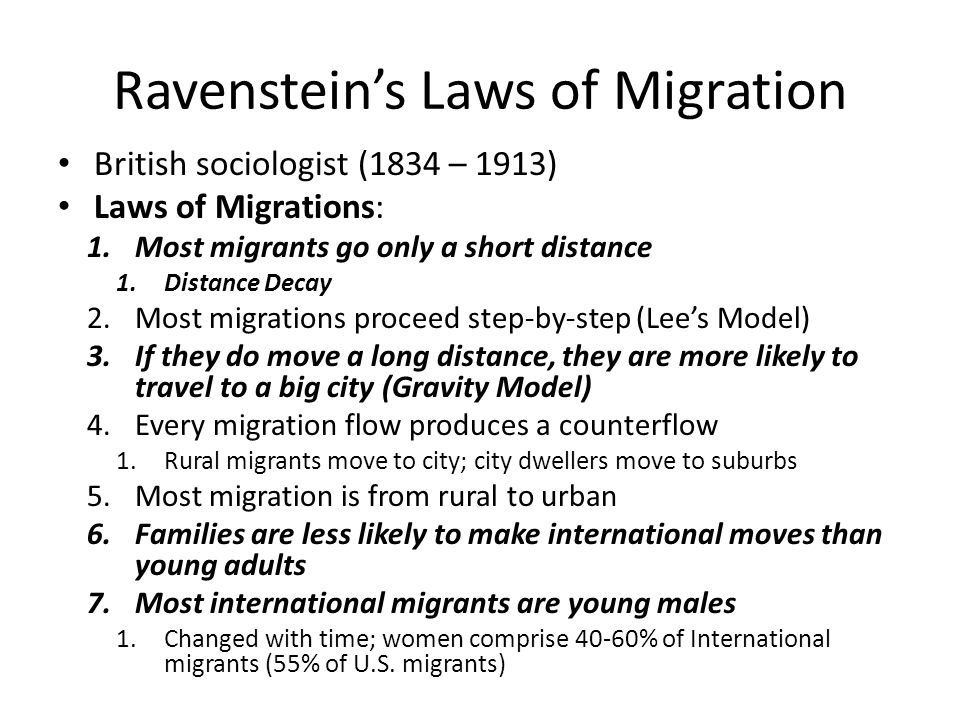 Ravenstein’s Laws of Migration
• British sociologist (1834 – 1913)
• Laws of Migrations:
1. Most migrants go only a short distance
1. Distance Decay
2. Most migrations proceed step-by-step (Lee’s Model)
3. If they do move a long distance, they are more likely to
travel to a big city (Gravity Model)
4. Every migration flow produces a counterflow
1. Rural migrants move to city; city dwellers move to suburbs
5. Most migration is from rural to urban
6. Families are less likely to make international moves than
young adults
7. Most international migrants are young males
1. Changed with time; women comprise 40-60% of International
migrants (55% of U.S. migrants)